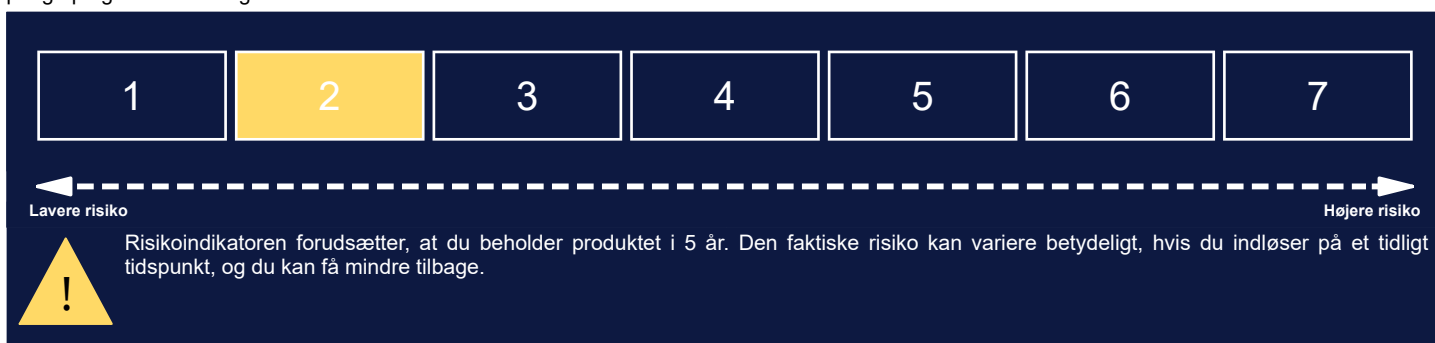 1 2 3 4 5 6 7
Lavere risiko Højere risiko
Risikoindikatoren forudsætter, at du beholder produktet i 5 år. Den faktiske risiko kan variere betydeligt, hvis du indløser på et tidligt
tidspunkt, og du kan få mindre tilbage.
!